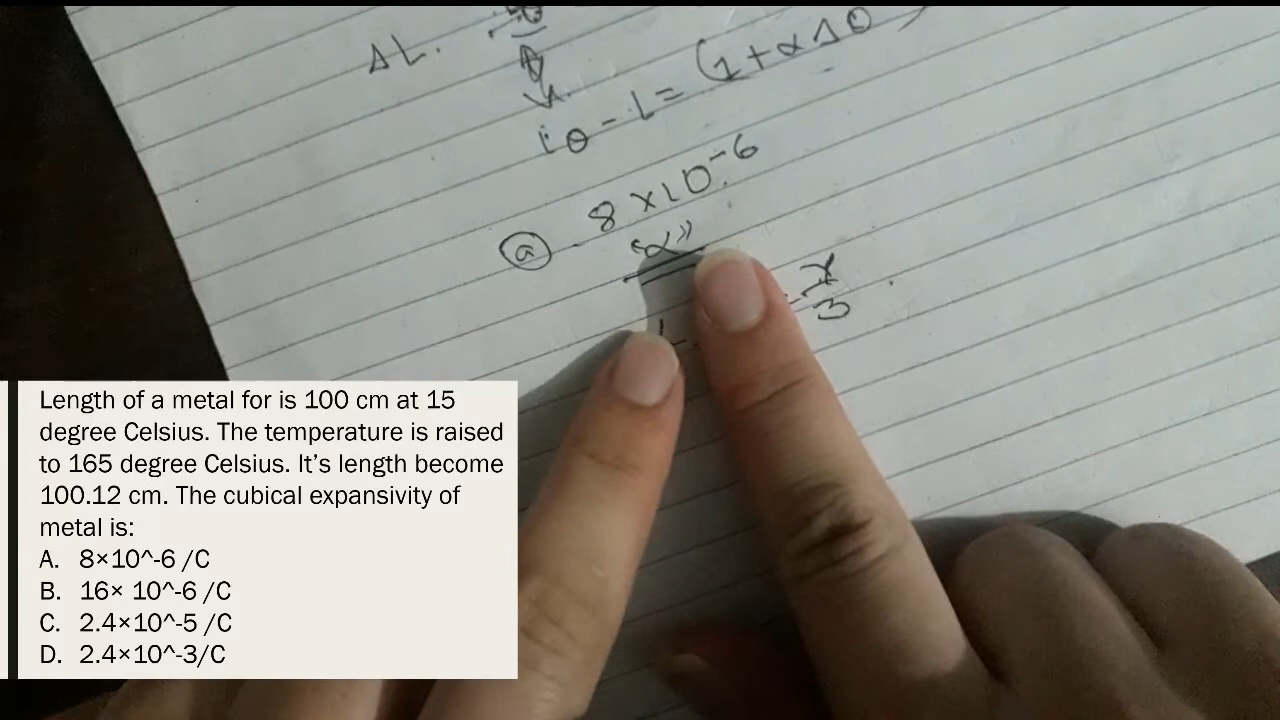 ΔL.
θ
lθ - L = (1+αΔθ)
ⓐ 8×10⁻⁶
"α"
γ
3
Length of a metal for is 100 cm at 15
degree Celsius. The temperature is raised
to 165 degree Celsius. It's length become
100.12 cm. The cubical expansivity of
metal is:
A. 8×10^-6 /C
B. 16× 10^-6 /C
C. 2.4×10^-5 /C
D. 2.4×10^-3/C